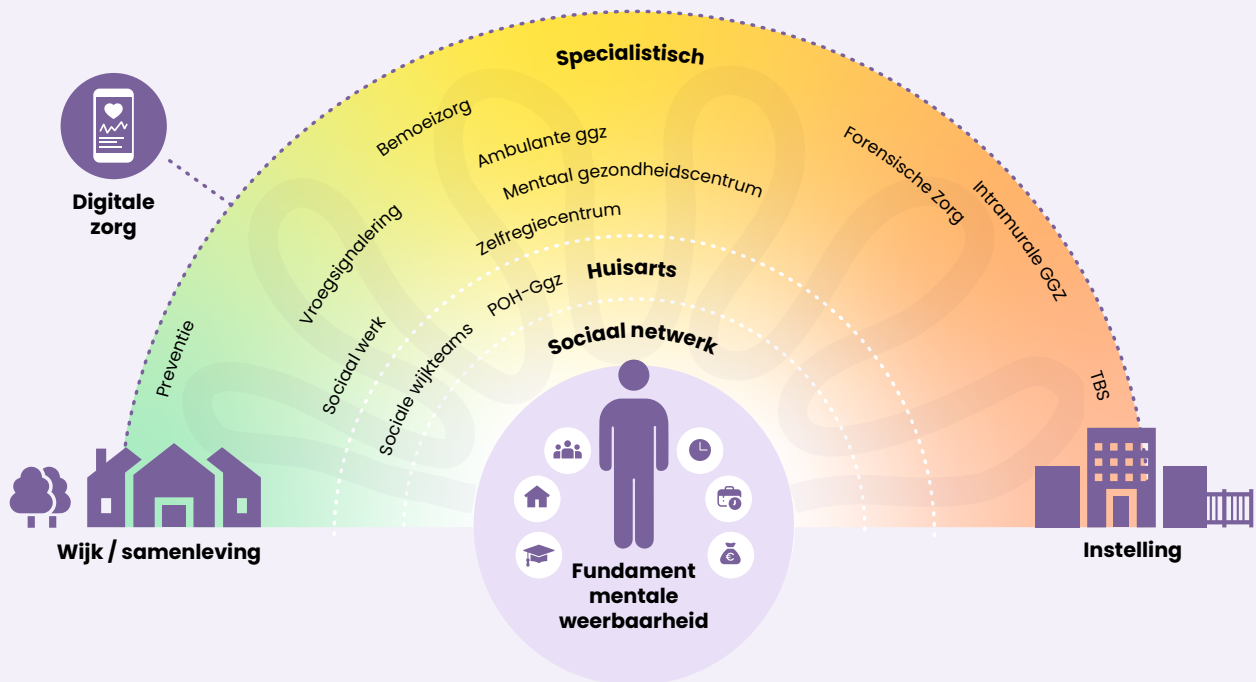 Specialistisch
Bemoeizorg
Ambulante ggz
Mentaal gezondheidscentrum
Zelfregiecentrum
Forensische Zorg
Intramurale GGZ
Digitale
zorg
Vroegsignalering
Huisarts
POH-Ggz
Sociaal netwerk
Preventie
Sociaal werk
Sociale wijkteams
TBS
Wijk / samenleving
Instelling
€
Fundament
mentale
weerbaarheid